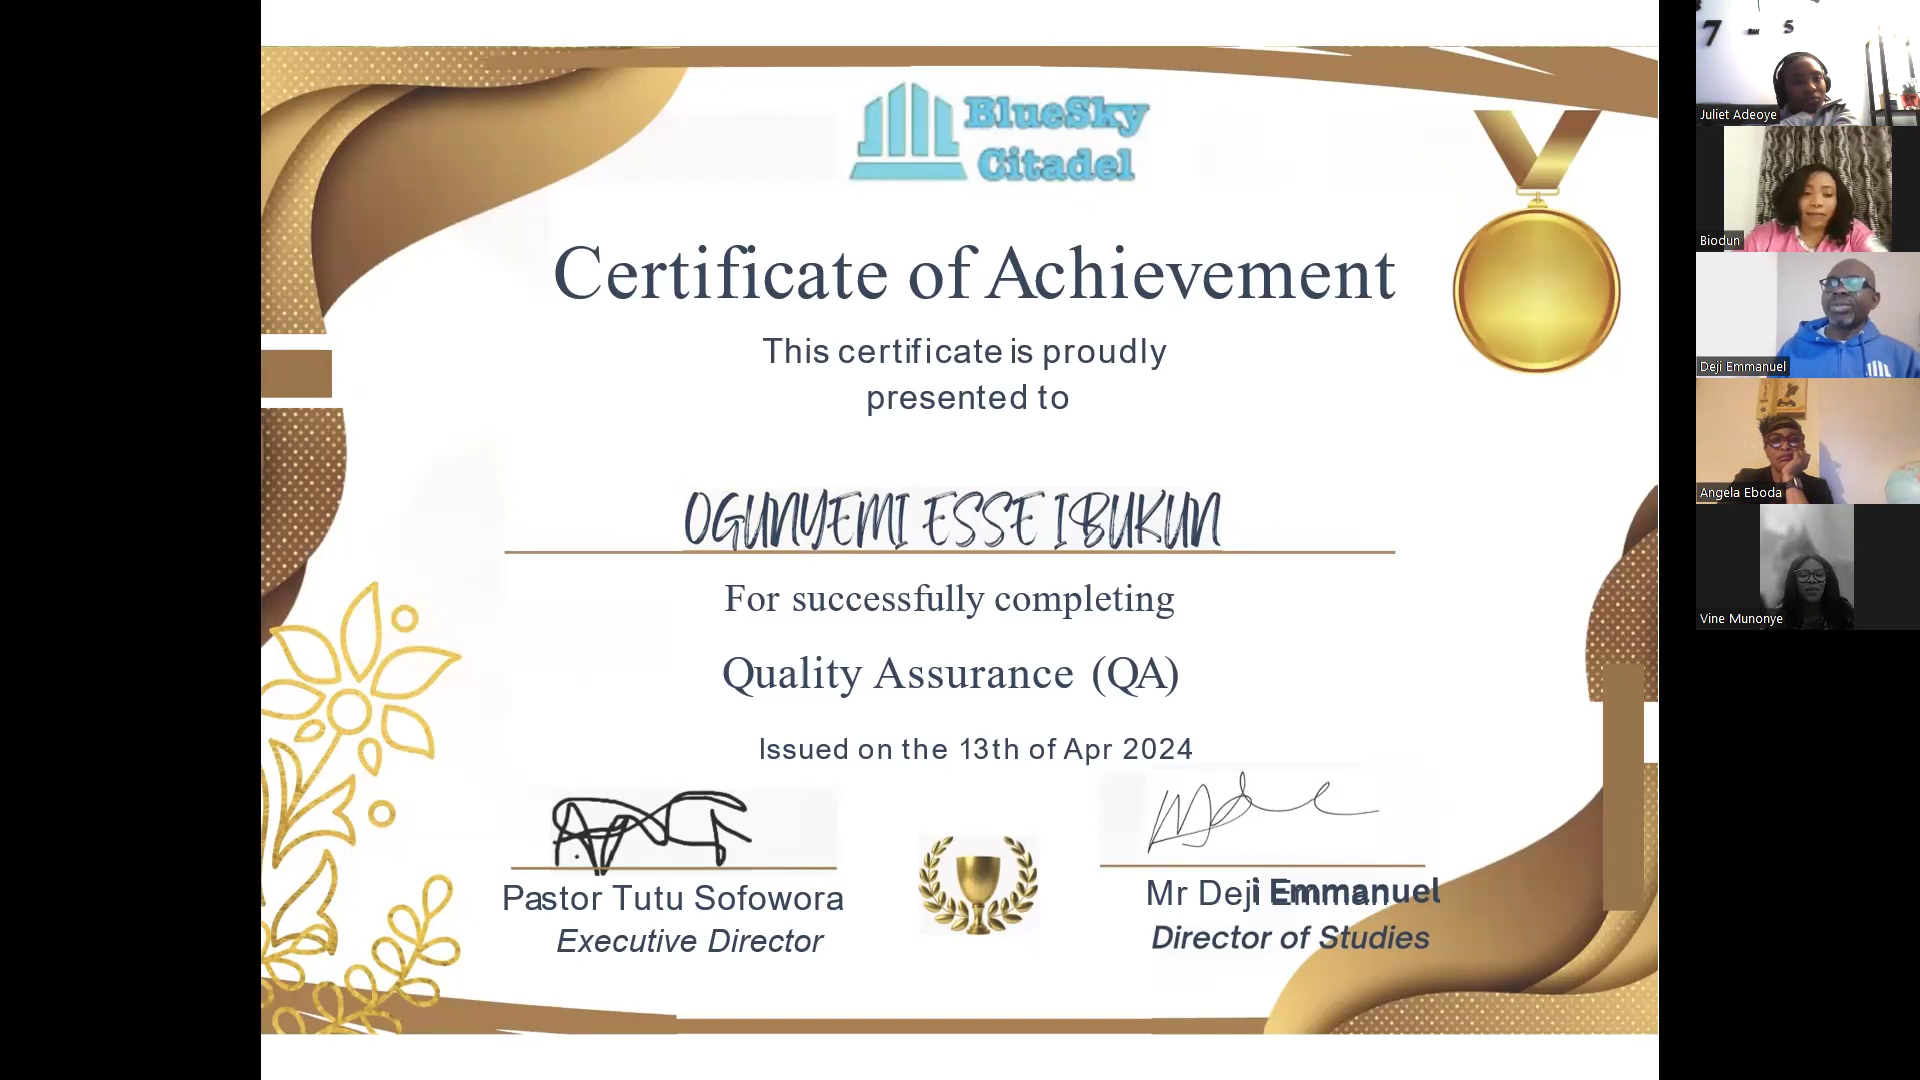 BlueSky
Citadel
Certificate of Achievement
This certificate is proudly
presented to
OGUNYEMI ESSE IBUKUN
For successfully completing
Quality Assurance (QA)
Issued on the 13th of Apr 2024
Pastor Tutu Sofowora
Executive Director
Mr Deji Emmanuel
Director of Studies
7 5
Juliet Adeoye
Biodun
Deji Emmanuel
Angela Eboda
Vine Munonye